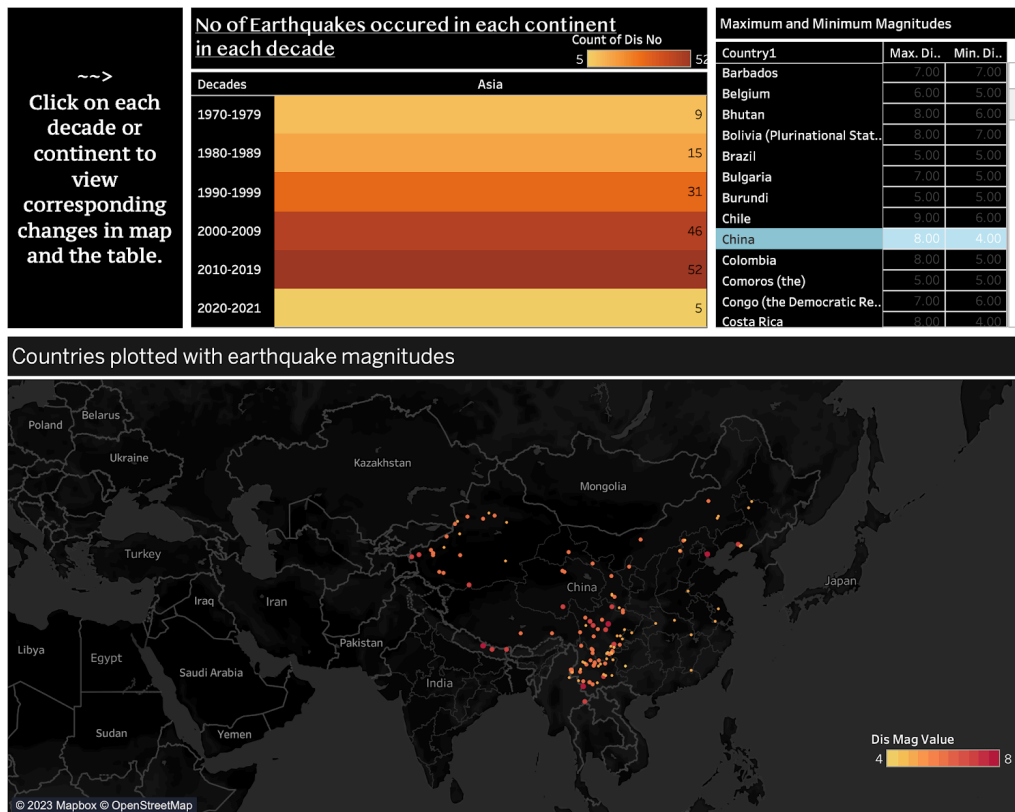 ~~>
Click on each
decade or
continent to
view
corresponding
changes in map
and the table.
No of Earthquakes occured in each continent
in each decade
Count of Dis No
5 52
Decades Asia
1970-1979 9
1980-1989 15
1990-1999 31
2000-2009 46
2010-2019 52
2020-2021 5
Maximum and Minimum Magnitudes
Country1 Max. Di.. Min. Di..
Barbados 7.00 7.00
Belgium 6.00 5.00
Bhutan 8.00 6.00
Bolivia (Plurinational Stat.. 8.00 7.00
Brazil 5.00 5.00
Bulgaria 7.00 5.00
Burundi 5.00 5.00
Chile 9.00 6.00
China 8.00 4.00
Colombia 8.00 5.00
Comoros (the) 5.00 5.00
Congo (the Democratic Re.. 7.00 6.00
Costa Rica 8.00 4.00
Countries plotted with earthquake magnitudes
Belarus
Poland
Ukraine
Kazakhstan
Mongolia
Turkey
China
Japan
Iraq
Iran
Pakistan
Libya
Egypt
Saudi Arabia
India
Sudan
Yemen
Dis Mag Value
4 8
© 2023 Mapbox © OpenStreetMap